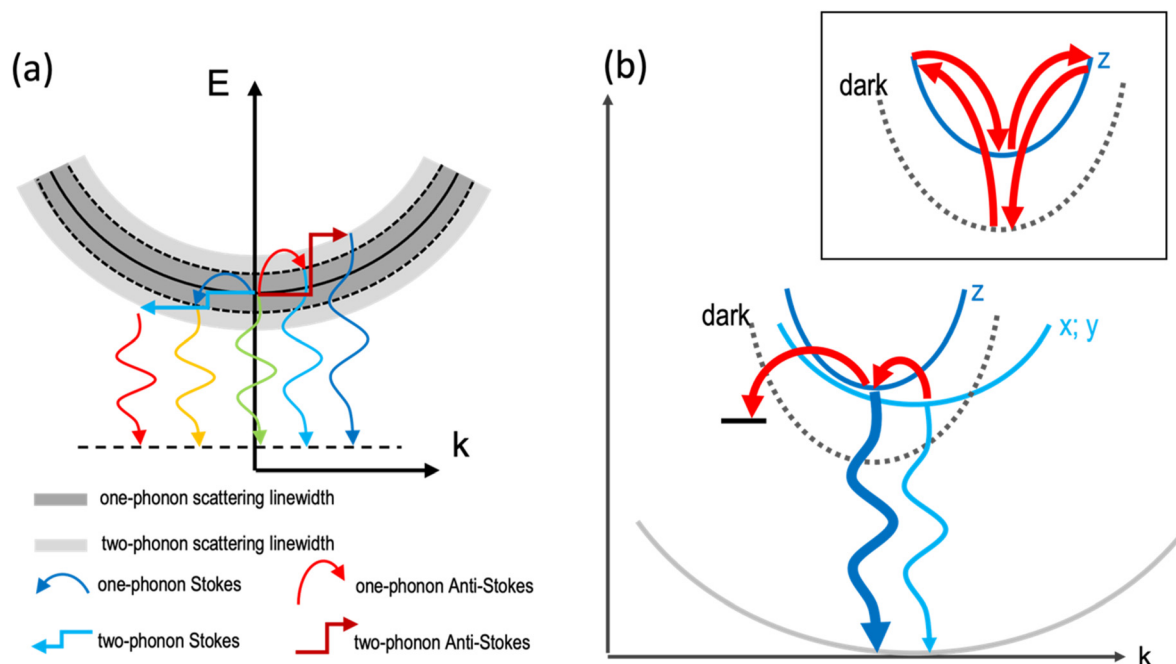 (a)
E
k
one-phonon scattering linewidth
two-phonon scattering linewidth
one-phonon Stokes
one-phonon Anti-Stokes
two-phonon Stokes
two-phonon Anti-Stokes
(b)
dark
z
dark
z
x; y
k